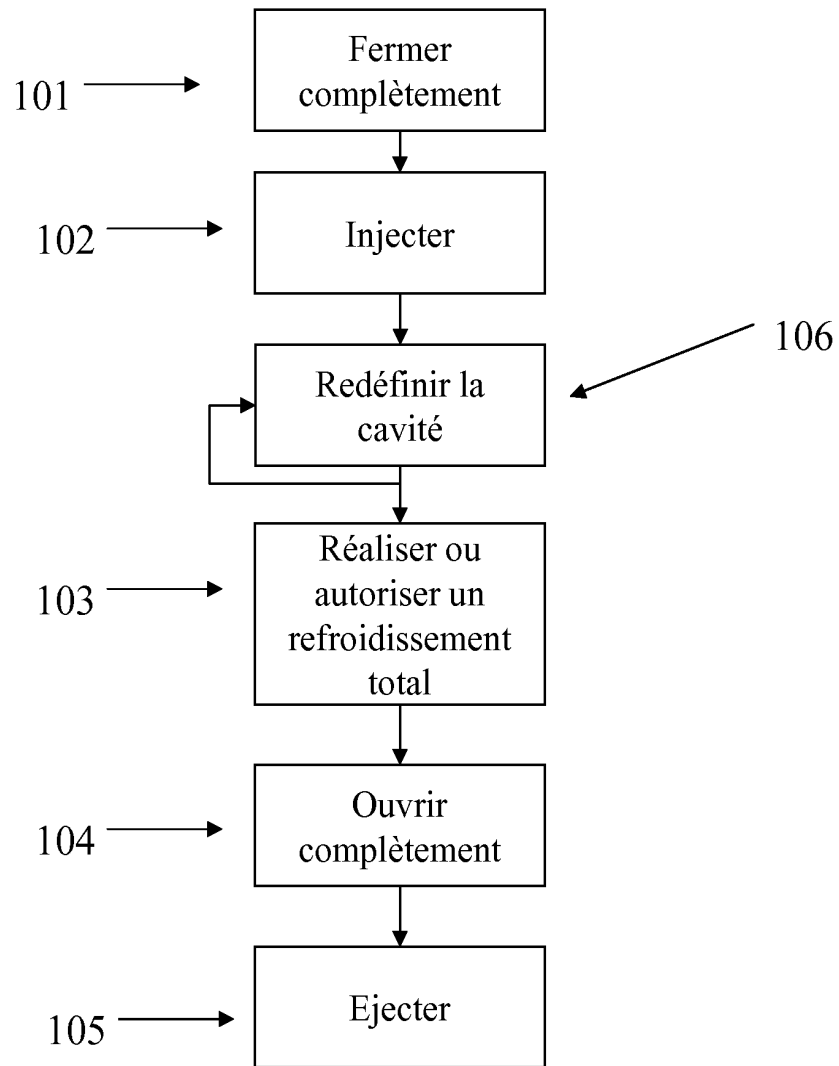 Fermer
complètement
101
Injecter
102
Redéfinir la
cavité
106
Réaliser ou
autoriser un
refroidissement
total
103
Ouvrir
complètement
104
Ejecter
105